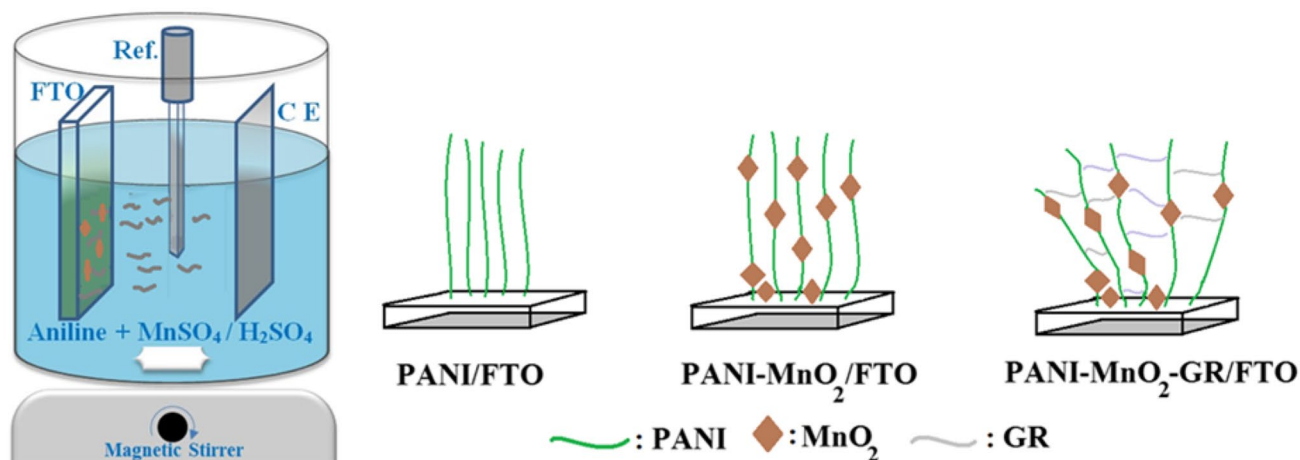 Ref.
FTO
C E
Aniline + MnSO₄ / H₂SO₄
Magnetic Stirrer
PANI/FTO
PANI-MnO₂/FTO
PANI-MnO₂-GR/FTO
: PANI : MnO₂ : GR